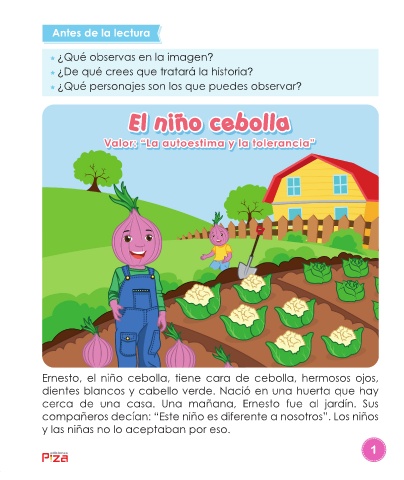 Antes de la lectura
¿Qué observas en la imagen?
¿De qué crees que tratará la historia?
¿Qué personajes son los que puedes observar?
El niño cebolla
Valor: “La autoestima y la tolerancia”
Ernesto, el niño cebolla, tiene cara de cebolla, hermosos ojos,
dientes blancos y cabello verde. Nació en una huerta que hay
cerca de una casa. Una mañana, Ernesto fue al jardín. Sus
compañeros decían: “Este niño es diferente a nosotros”. Los niños
y las niñas no lo aceptaban por eso.
P'za
1